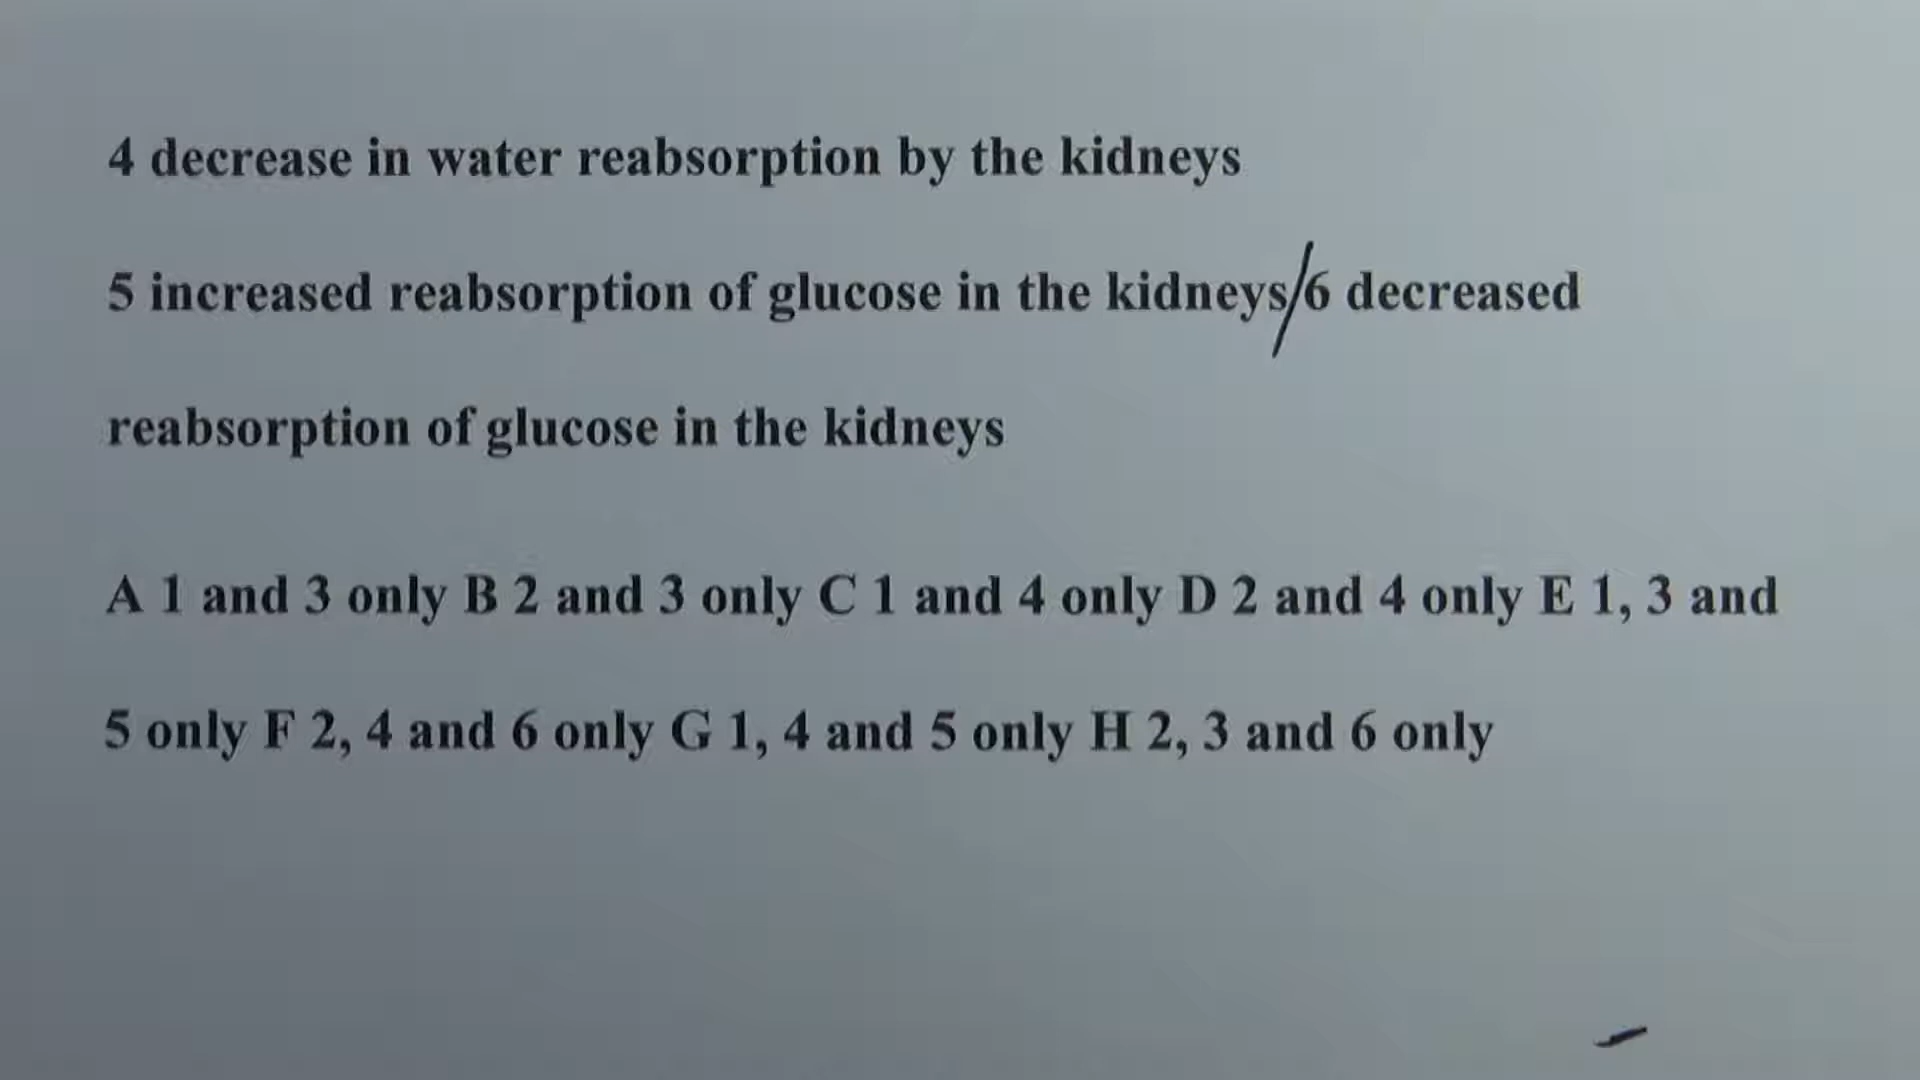 4 decrease in water reabsorption by the kidneys
5 increased reabsorption of glucose in the kidneys/6 decreased
reabsorption of glucose in the kidneys
A 1 and 3 only B 2 and 3 only C 1 and 4 only D 2 and 4 only E 1, 3 and
5 only F 2, 4 and 6 only G 1, 4 and 5 only H 2, 3 and 6 only